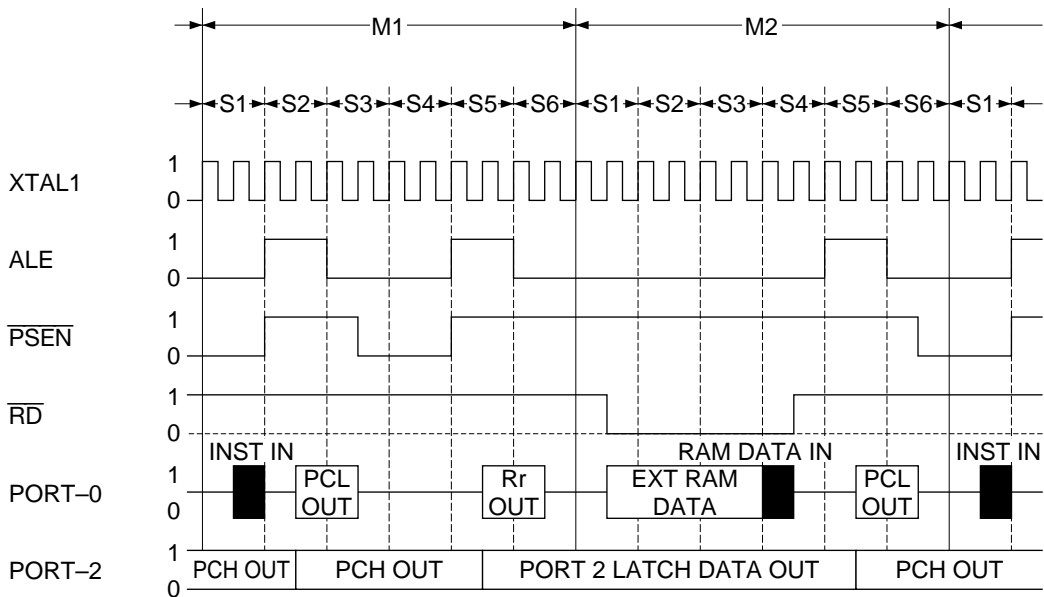 M1 M2
S1 S2 S3 S4 S5 S6 S1 S2 S3 S4 S5 S6 S1
XTAL1 1 0
ALE 1 0
PSEN 1 0
RD 1 0
INST IN RAM DATA IN INST IN
PORT–0 1 0 PCL OUT Rr OUT EXT RAM DATA PCL OUT
PORT–2 1 0 PCH OUT PCH OUT PORT 2 LATCH DATA OUT PCH OUT